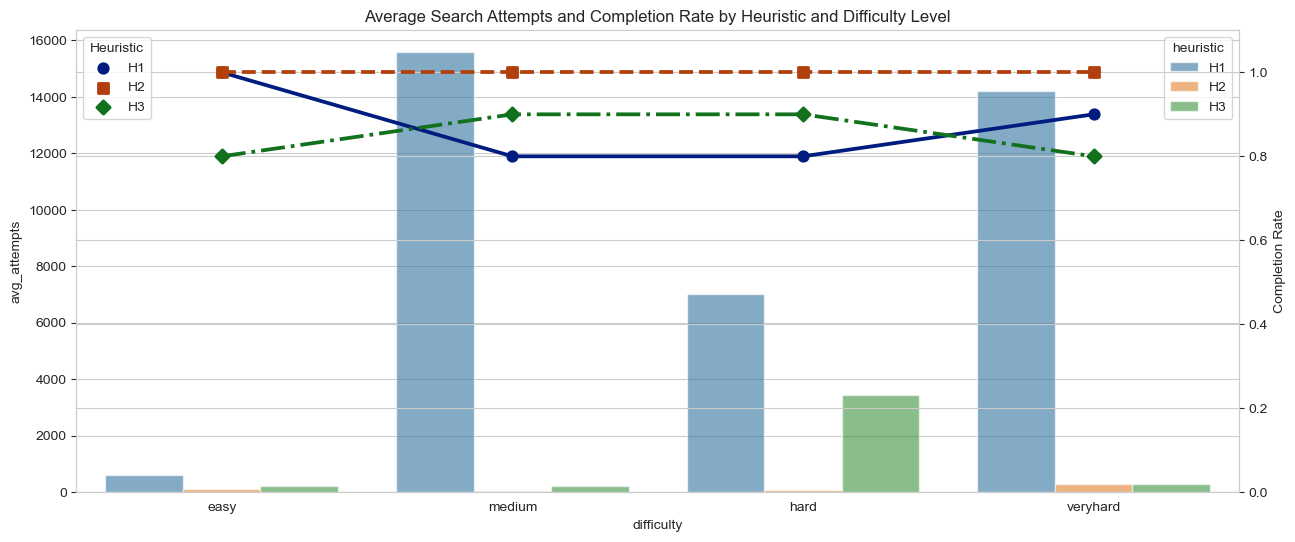 Average Search Attempts and Completion Rate by Heuristic and Difficulty Level
Heuristic
H1
H2
H3
heuristic
H1
H2
H3
avg_attempts
16000
14000
12000
10000
8000
6000
4000
2000
0
1.0
0.8
0.6
0.4
0.2
0.0
Completion Rate
easy
medium
hard
veryhard
difficulty